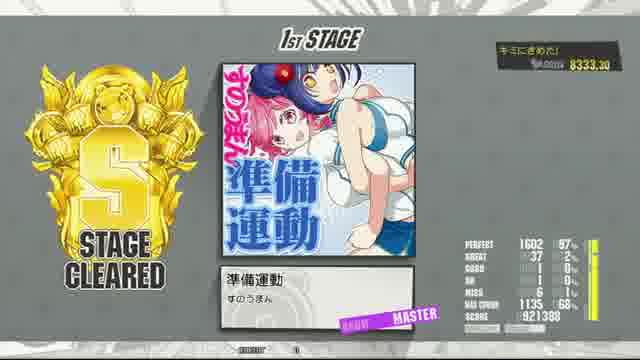 1ST STAGE
キミにきめた!
8333.30
S
STAGE
CLEARED
すのうまん
準備
運動
準備運動
すのうまん
MASTER
PERFECT 1602 97%
GREAT 37 2%
GOOD 1 0%
1 0%
MISS 6 1%
MAX COMBO 1135 68%
SCORE 921388